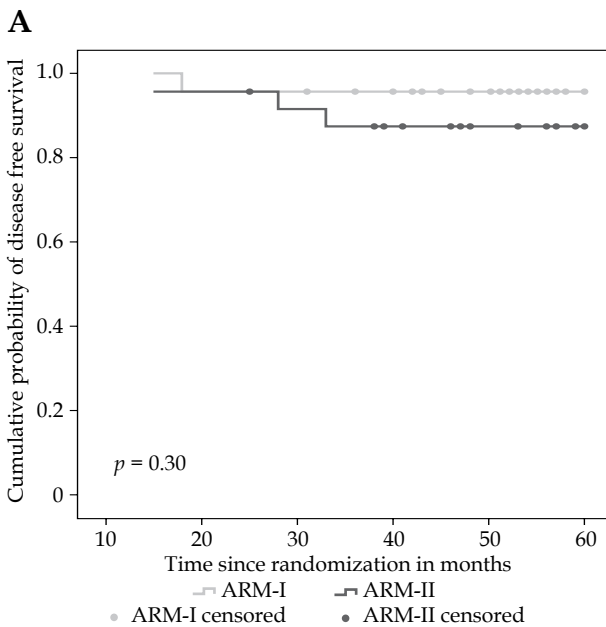 A
Cumulative probability of disease free survival
1.0
0.8
0.6
0.4
0.2
0
p = 0.30
10 20 30 40 50 60
Time since randomization in months
ARM-I ARM-II
ARM-I censored ARM-II censored